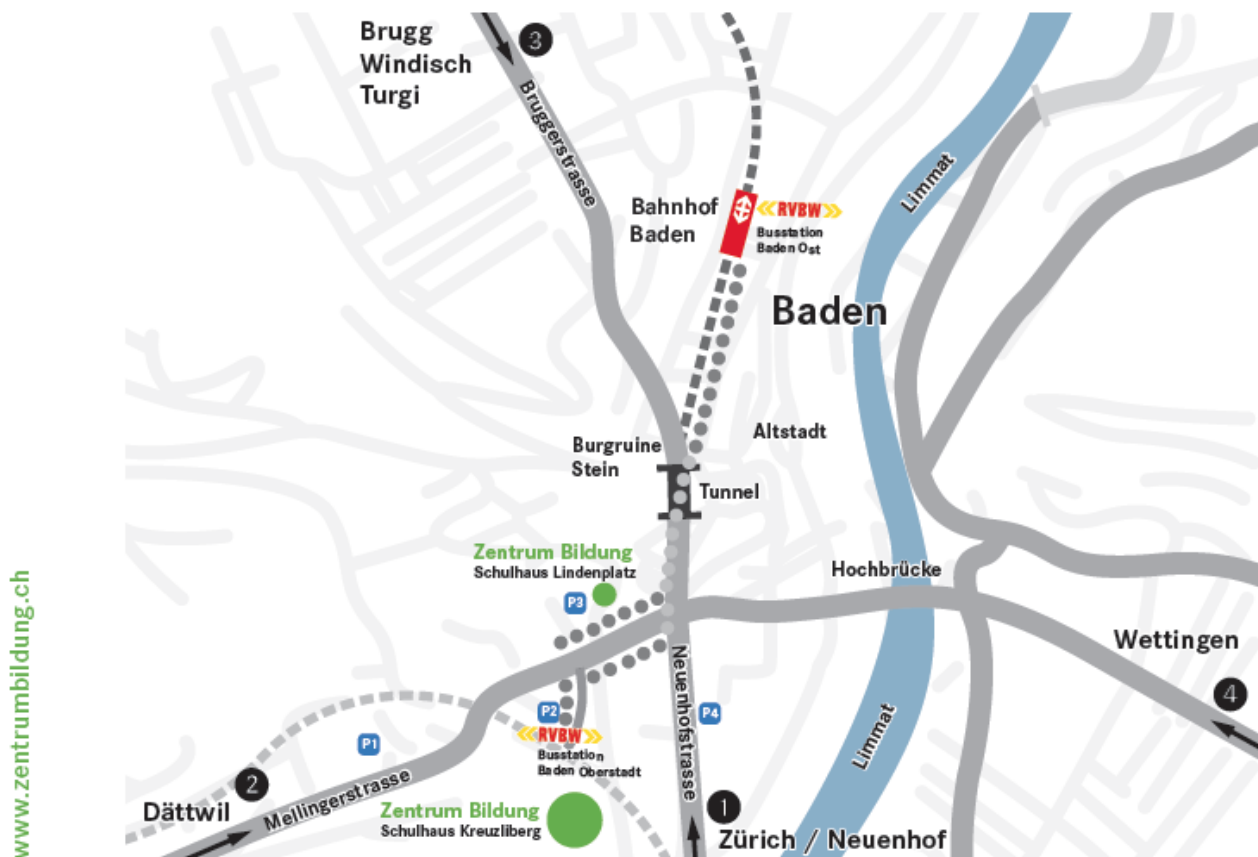 Brugg
Windisch
Turgi
3
Bruggerstrasse
Limmat
Bahnhof
Baden
RVBW
Busstation
Baden Ost
Baden
Altstadt
Burgruine
Stein
Tunnel
Zentrum Bildung
Schulhaus Lindenplatz
P3
Hochbrücke
Wettingen
4
Neuenhofstrasse
P2
P4
P1
RVBW
Busstation
Baden Oberstadt
Limmat
2
Dättwil
Mellingerstrasse
Zentrum Bildung
Schulhaus Kreuzliberg
1
Zürich / Neuenhof
www.zentrumbildung.ch